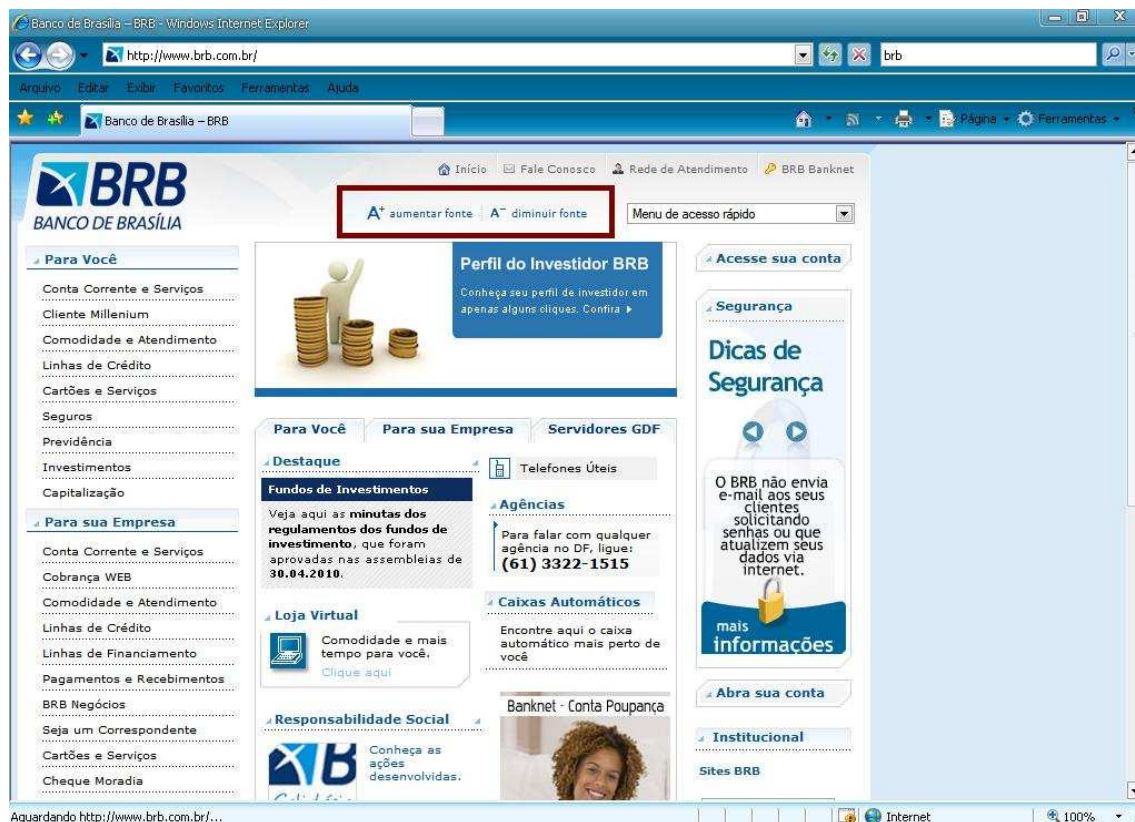 Banco de Brasília – BRB - Windows Internet Explorer
http://www.brb.com.br/
brb
Arquivo Editar Exibir Favoritos Ferramentas Ajuda
Banco de Brasília – BRB
Página
Ferramentas
BRB
BANCO DE BRASÍLIA
Início
Fale Conosco
Rede de Atendimento
BRB Banknet
A+ aumentar fonte
A- diminuir fonte
Menu de acesso rápido
Para Você
Conta Corrente e Serviços
Cliente Millenium
Comodidade e Atendimento
Linhas de Crédito
Cartões e Serviços
Seguros
Previdência
Investimentos
Capitalização
Para sua Empresa
Conta Corrente e Serviços
Cobrança WEB
Comodidade e Atendimento
Linhas de Crédito
Linhas de Financiamento
Pagamentos e Recebimentos
BRB Negócios
Seja um Correspondente
Cartões e Serviços
Cheque Moradia
Perfil do Investidor BRB
Conheça seu perfil de investidor em
apenas alguns cliques. Confira
Para Você
Para sua Empresa
Servidores GDF
Destaque
Fundos de Investimentos
Veja aqui as minutas dos
regulamentos dos fundos de
investimento, que foram
aprovadas nas assembleias de
30.04.2010.
Loja Virtual
Comodidade e mais
tempo para você.
Clique aqui
Responsabilidade Social
Conheça as
ações
desenvolvidas.
Telefones Úteis
Agências
Para falar com qualquer
agência no DF, ligue:
(61) 3322-1515
Caixas Automáticos
Encontre aqui o caixa
automático mais perto de
você
Banknet - Conta Poupança
Acesse sua conta
Segurança
Dicas de
Segurança
O BRB não envia
e-mail aos seus
clientes
solicitando
senhas ou que
atualizem seus
dados via
internet.
mais
informações
Abra sua conta
Institucional
Sites BRB
Aguardando http://www.brb.com.br/...
Internet
100%